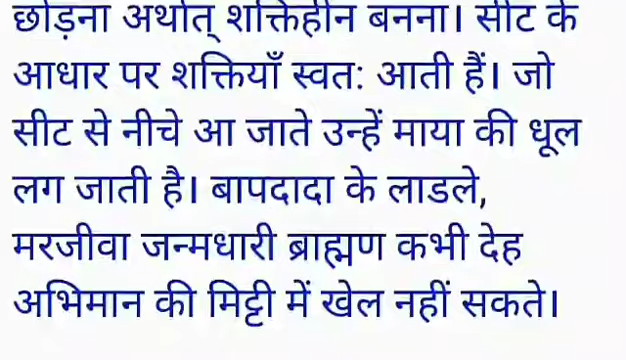 छोड़ना अर्थात् शक्तिहीन बनना। सीट के
आधार पर शक्तियाँ स्वत: आती हैं। जो
सीट से नीचे आ जाते उन्हें माया की धूल
लग जाती है। बापदादा के लाडले,
मरजीवा जन्मधारी ब्राह्मण कभी देह
अभिमान की मिट्टी में खेल नहीं सकते।